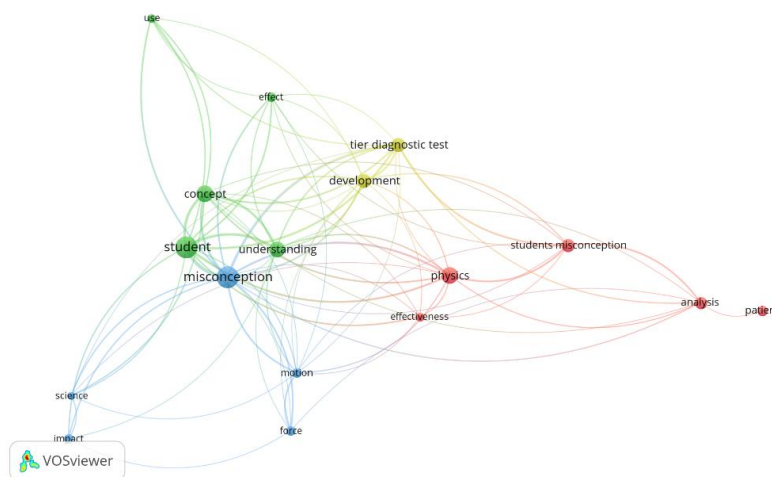 use
effect
tier diagnostic test
development
concept
student
understanding
students misconception
misconception
physics
analysis
patien
effectiveness
motion
science
force
impact
VOSviewer